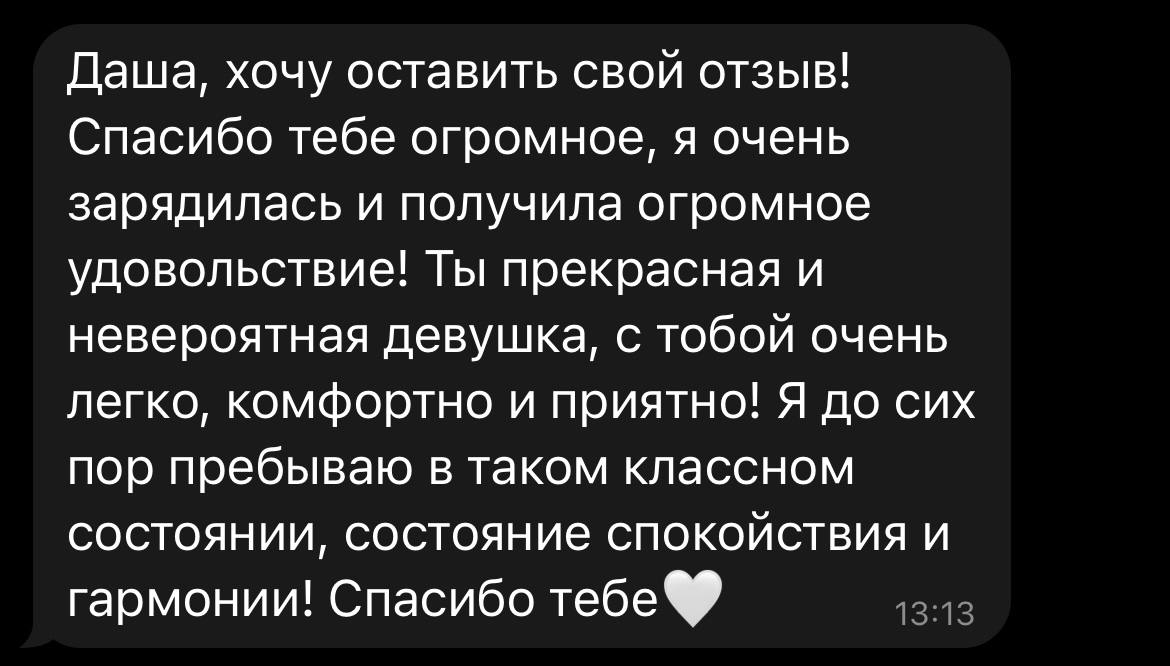 Даша, хочу оставить свой отзыв!
Спасибо тебе огромное, я очень
зарядилась и получила огромное
удовольствие! Ты прекрасная и
невероятная девушка, с тобой очень
легко, комфортно и приятно! Я до сих
пор пребываю в таком классном
состоянии, состояние спокойствия и
гармонии! Спасибо тебе🤍
13:13